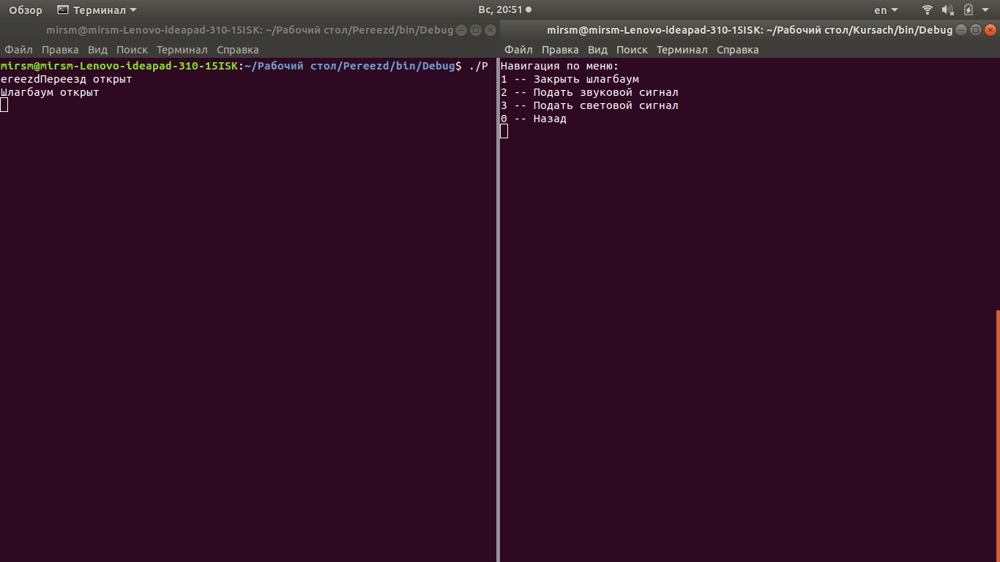 Обзор Терминал Вс, 20:51 en
mirsm@mirsm-Lenovo-ideapad-310-15ISK: ~/Рабочий стол/Pereezd/bin/Debug
Файл Правка Вид Поиск Терминал Справка
mirsm@mirsm-Lenovo-ideapad-310-15ISK:~/Рабочий стол/Pereezd/bin/Debug$ ./P
ereezdПереезд открыт
Шлагбаум открыт
mirsm@mirsm-Lenovo-ideapad-310-15ISK: ~/Рабочий стол/Kursach/bin/Debug
Файл Правка Вид Поиск Терминал Справка
Навигация по меню:
1 -- Закрыть шлагбаум
2 -- Подать звуковой сигнал
3 -- Подать световой сигнал
0 -- Назад